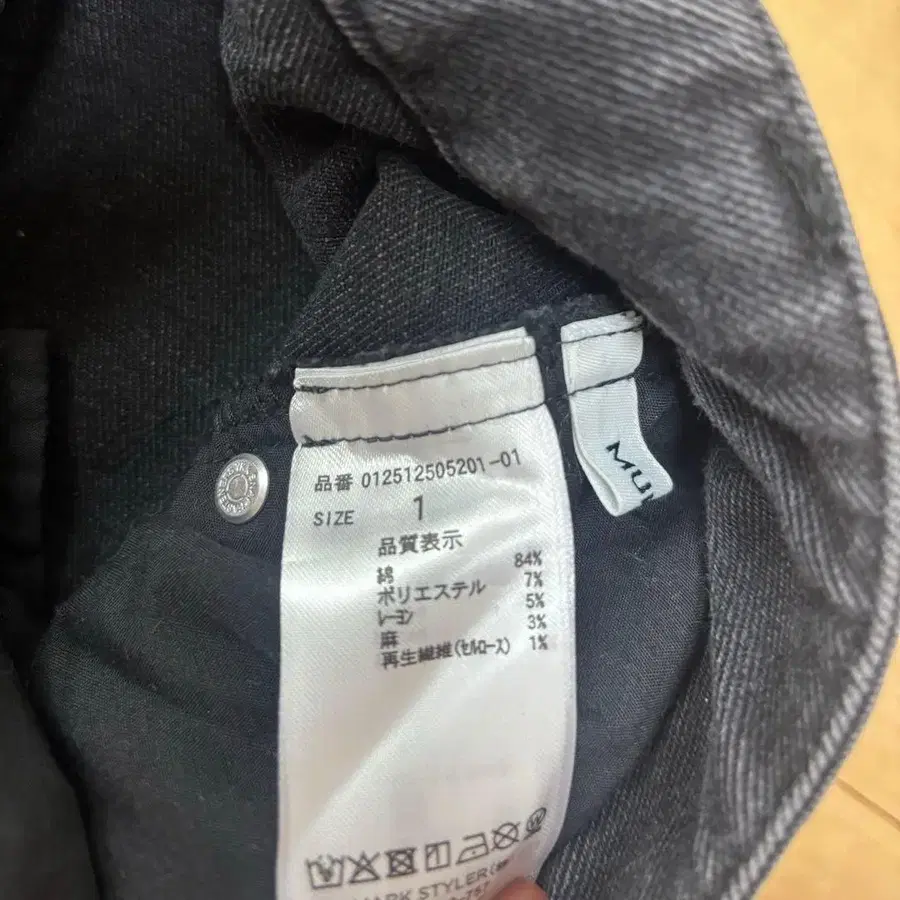 品番 012512505201-01
SIZE 1
品質表示
綿 84%
ポリエステル 7%
レーヨン 5%
麻 3%
再生繊維(セルロース) 1%
MARK STYLER(株
757
MU